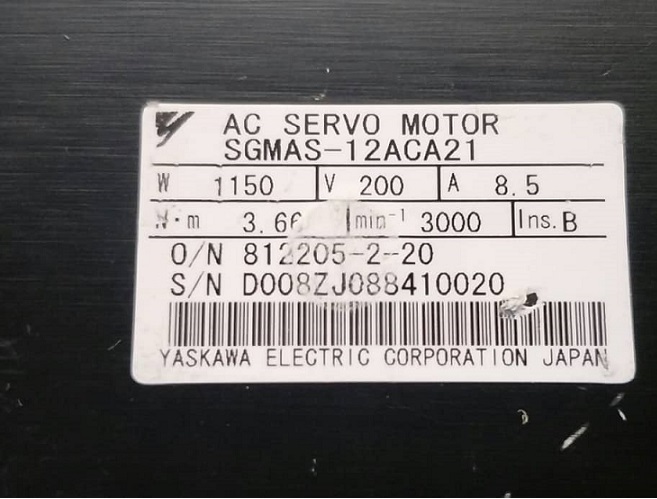 AC SERVO MOTOR
SGMAS-12ACA21
W 1150 V 200 A 8.5
N·m 3.66 min⁻¹ 3000 Ins. B
O/N 812205-2-20
S/N D008ZJ088410020
YASKAWA ELECTRIC CORPORATION JAPAN